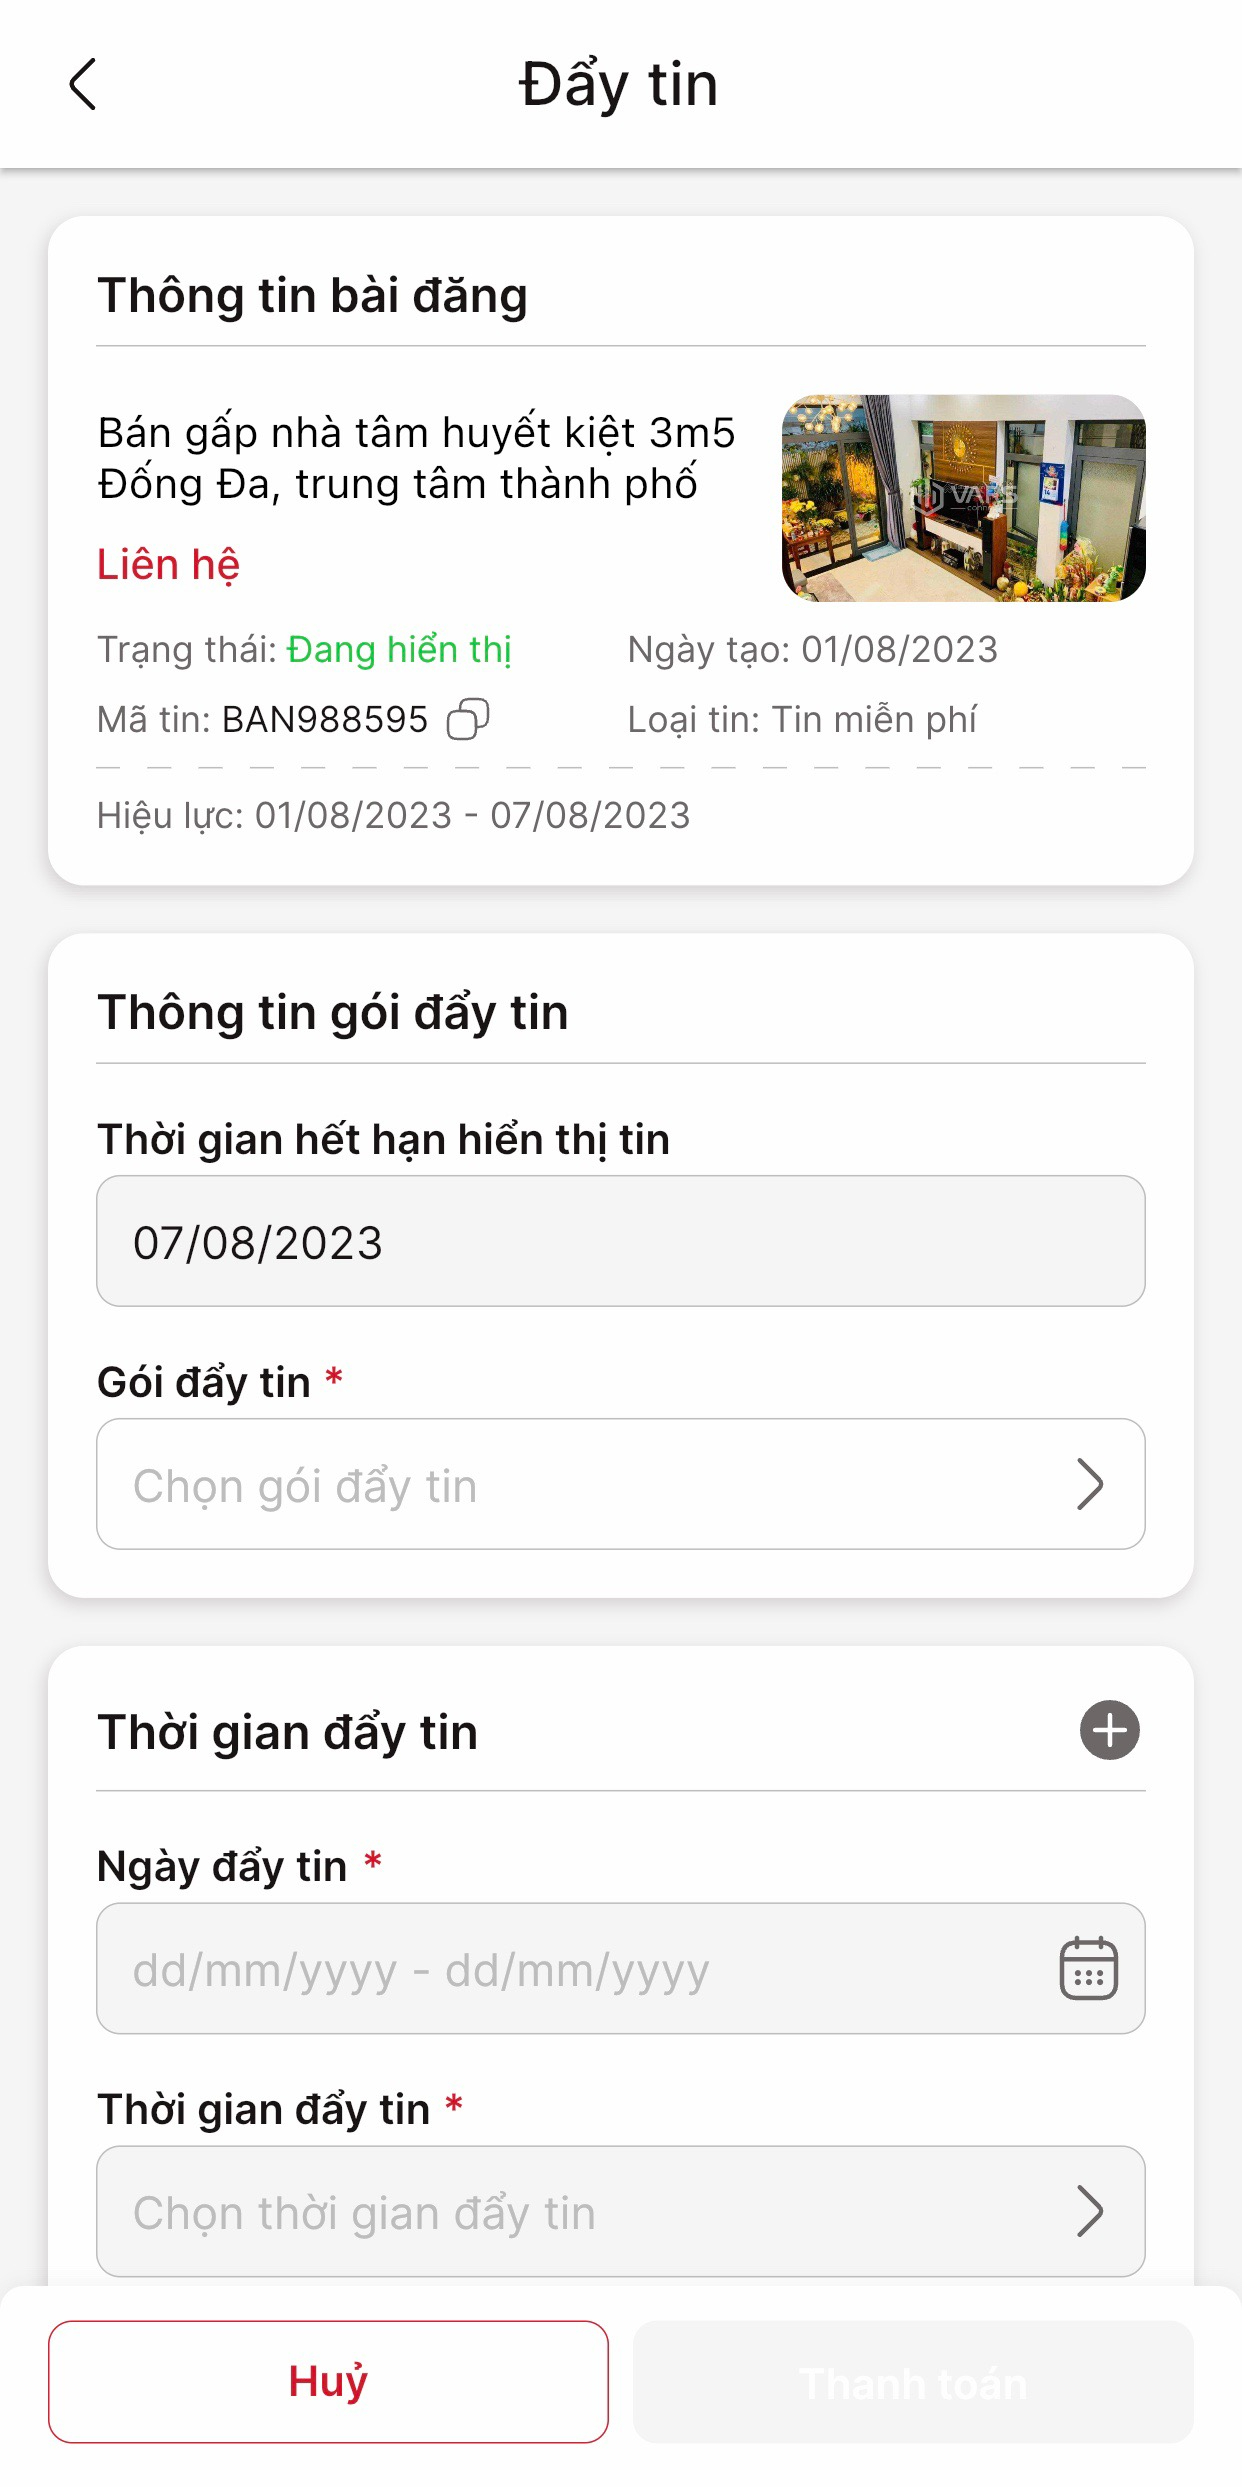 Đẩy tin
Thông tin bài đăng
Bán gấp nhà tâm huyết kiệt 3m5
Đống Đa, trung tâm thành phố
VARS
Liên hệ
Trạng thái: Đang hiển thị
Ngày tạo: 01/08/2023
Mã tin: BAN988595
Loại tin: Tin miễn phí
Hiệu lực: 01/08/2023 - 07/08/2023
Thông tin gói đẩy tin
Thời gian hết hạn hiển thị tin
07/08/2023
Gói đẩy tin *
Chọn gói đẩy tin
Thời gian đẩy tin
Ngày đẩy tin *
dd/mm/yyyy - dd/mm/yyyy
Thời gian đẩy tin *
Chọn thời gian đẩy tin
Huỷ
Thanh toán